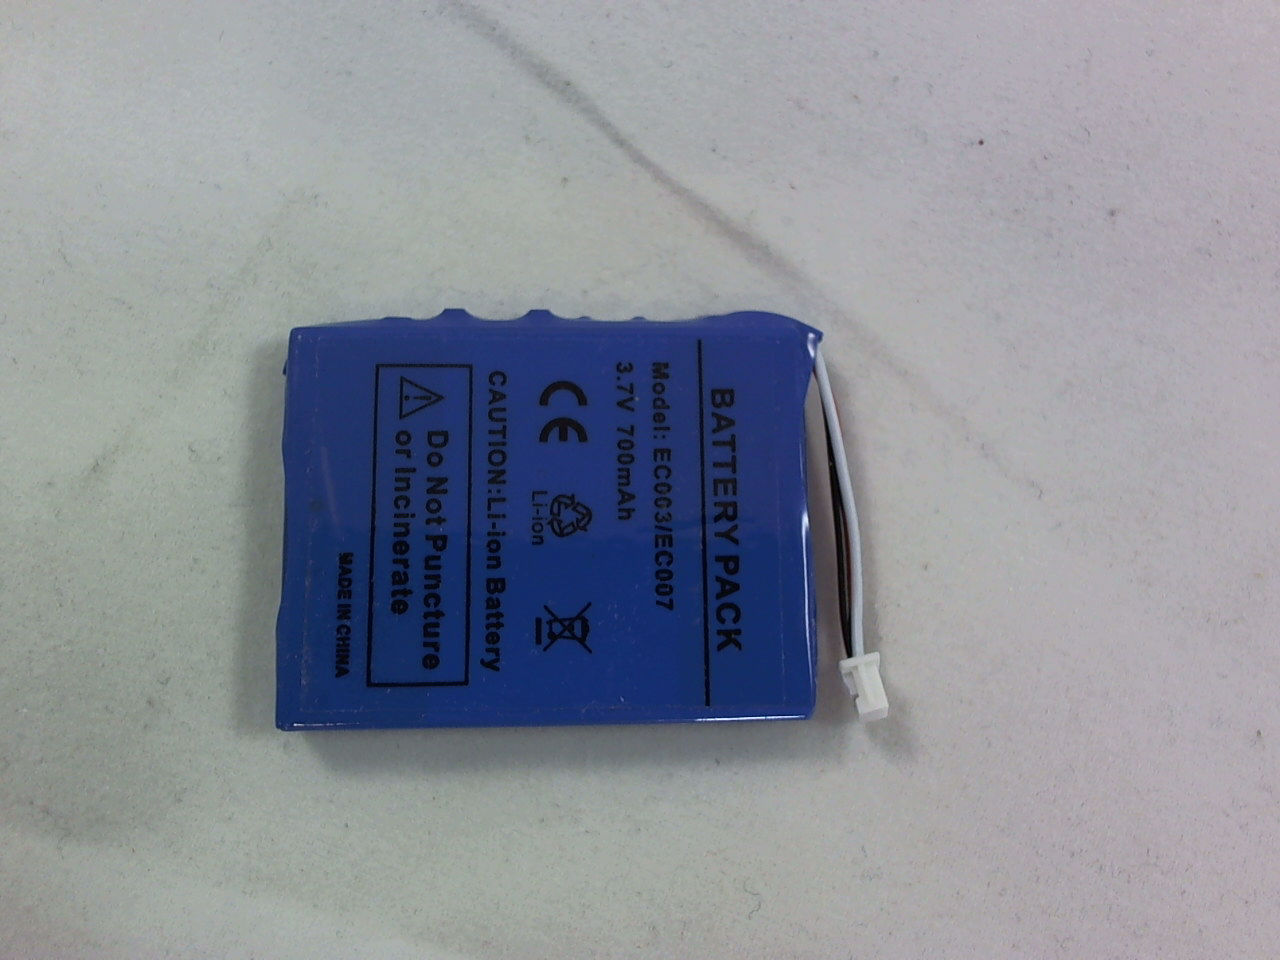 BATTERY PACK
Model: EC003/EC007
3.7V 700mAh
CE
Li-ion
CAUTION:Li-ion Battery
Do Not Puncture
or Incinerate
MADE IN CHINA